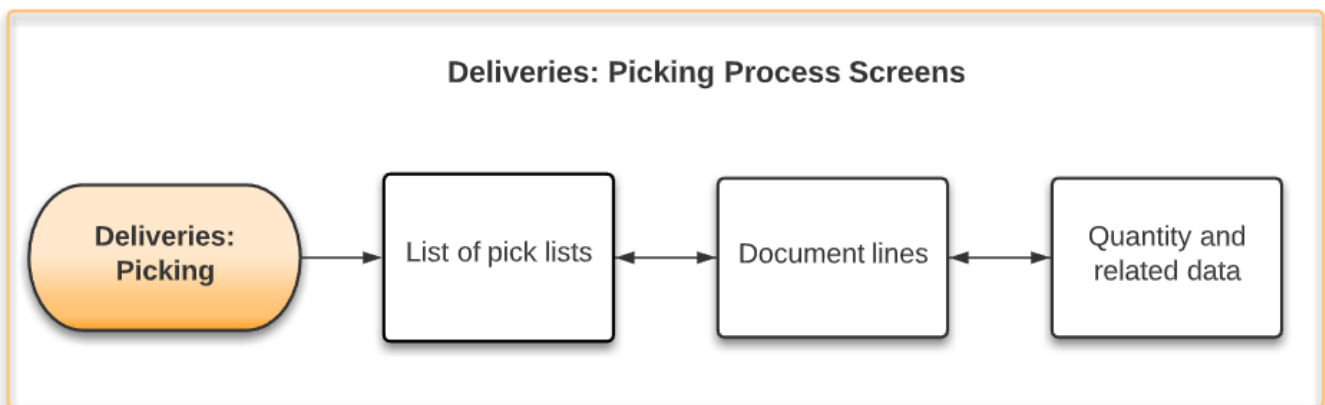 Deliveries: Picking Process Screens
Deliveries:
Picking
List of pick lists
Document lines
Quantity and
related data